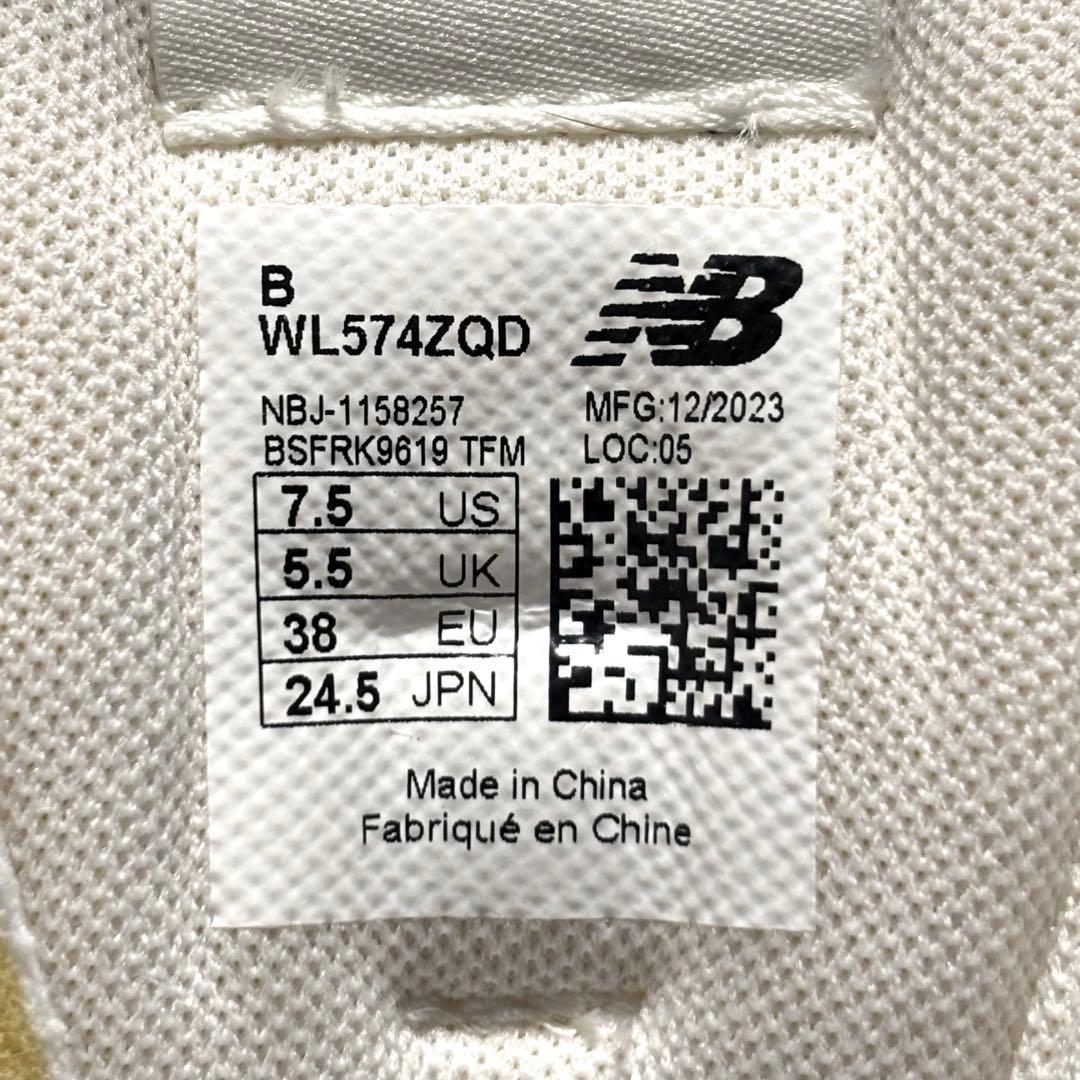 B
WL574ZQD
NB
NBJ-1158257
BSFRK9619 TFM
MFG:12/2023
LOC:05
7.5 US
5.5 UK
38 EU
24.5 JPN
Made in China
Fabriqué en Chine